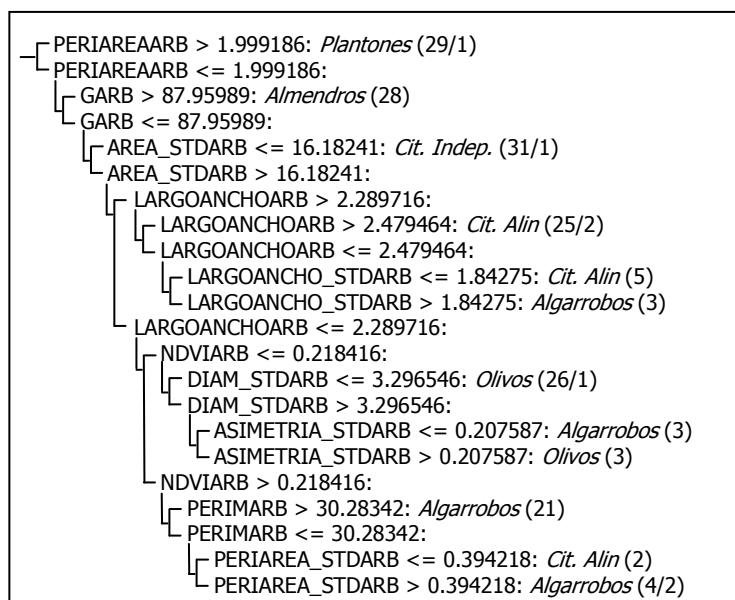 PERIAREAARB > 1.999186: Plantones (29/1)
PERIAREAARB <= 1.999186:
GARB > 87.95989: Almendros (28)
GARB <= 87.95989:
AREA_STDARB <= 16.18241: Cit. Indep. (31/1)
AREA_STDARB > 16.18241:
LARGOANCHOARB > 2.289716:
LARGOANCHOARB > 2.479464: Cit. Alin (25/2)
LARGOANCHOARB <= 2.479464:
LARGOANCHO_STDARB <= 1.84275: Cit. Alin (5)
LARGOANCHO_STDARB > 1.84275: Algarrobos (3)
LARGOANCHOARB <= 2.289716:
NDVIARB <= 0.218416:
DIAM_STDARB <= 3.296546: Olivos (26/1)
DIAM_STDARB > 3.296546:
ASIMETRIA_STDARB <= 0.207587: Algarrobos (3)
ASIMETRIA_STDARB > 0.207587: Olivos (3)
NDVIARB > 0.218416:
PERIMARB > 30.28342: Algarrobos (21)
PERIMARB <= 30.28342:
PERIAREA_STDARB <= 0.394218: Cit. Alin (2)
PERIAREA_STDARB > 0.394218: Algarrobos (4/2)